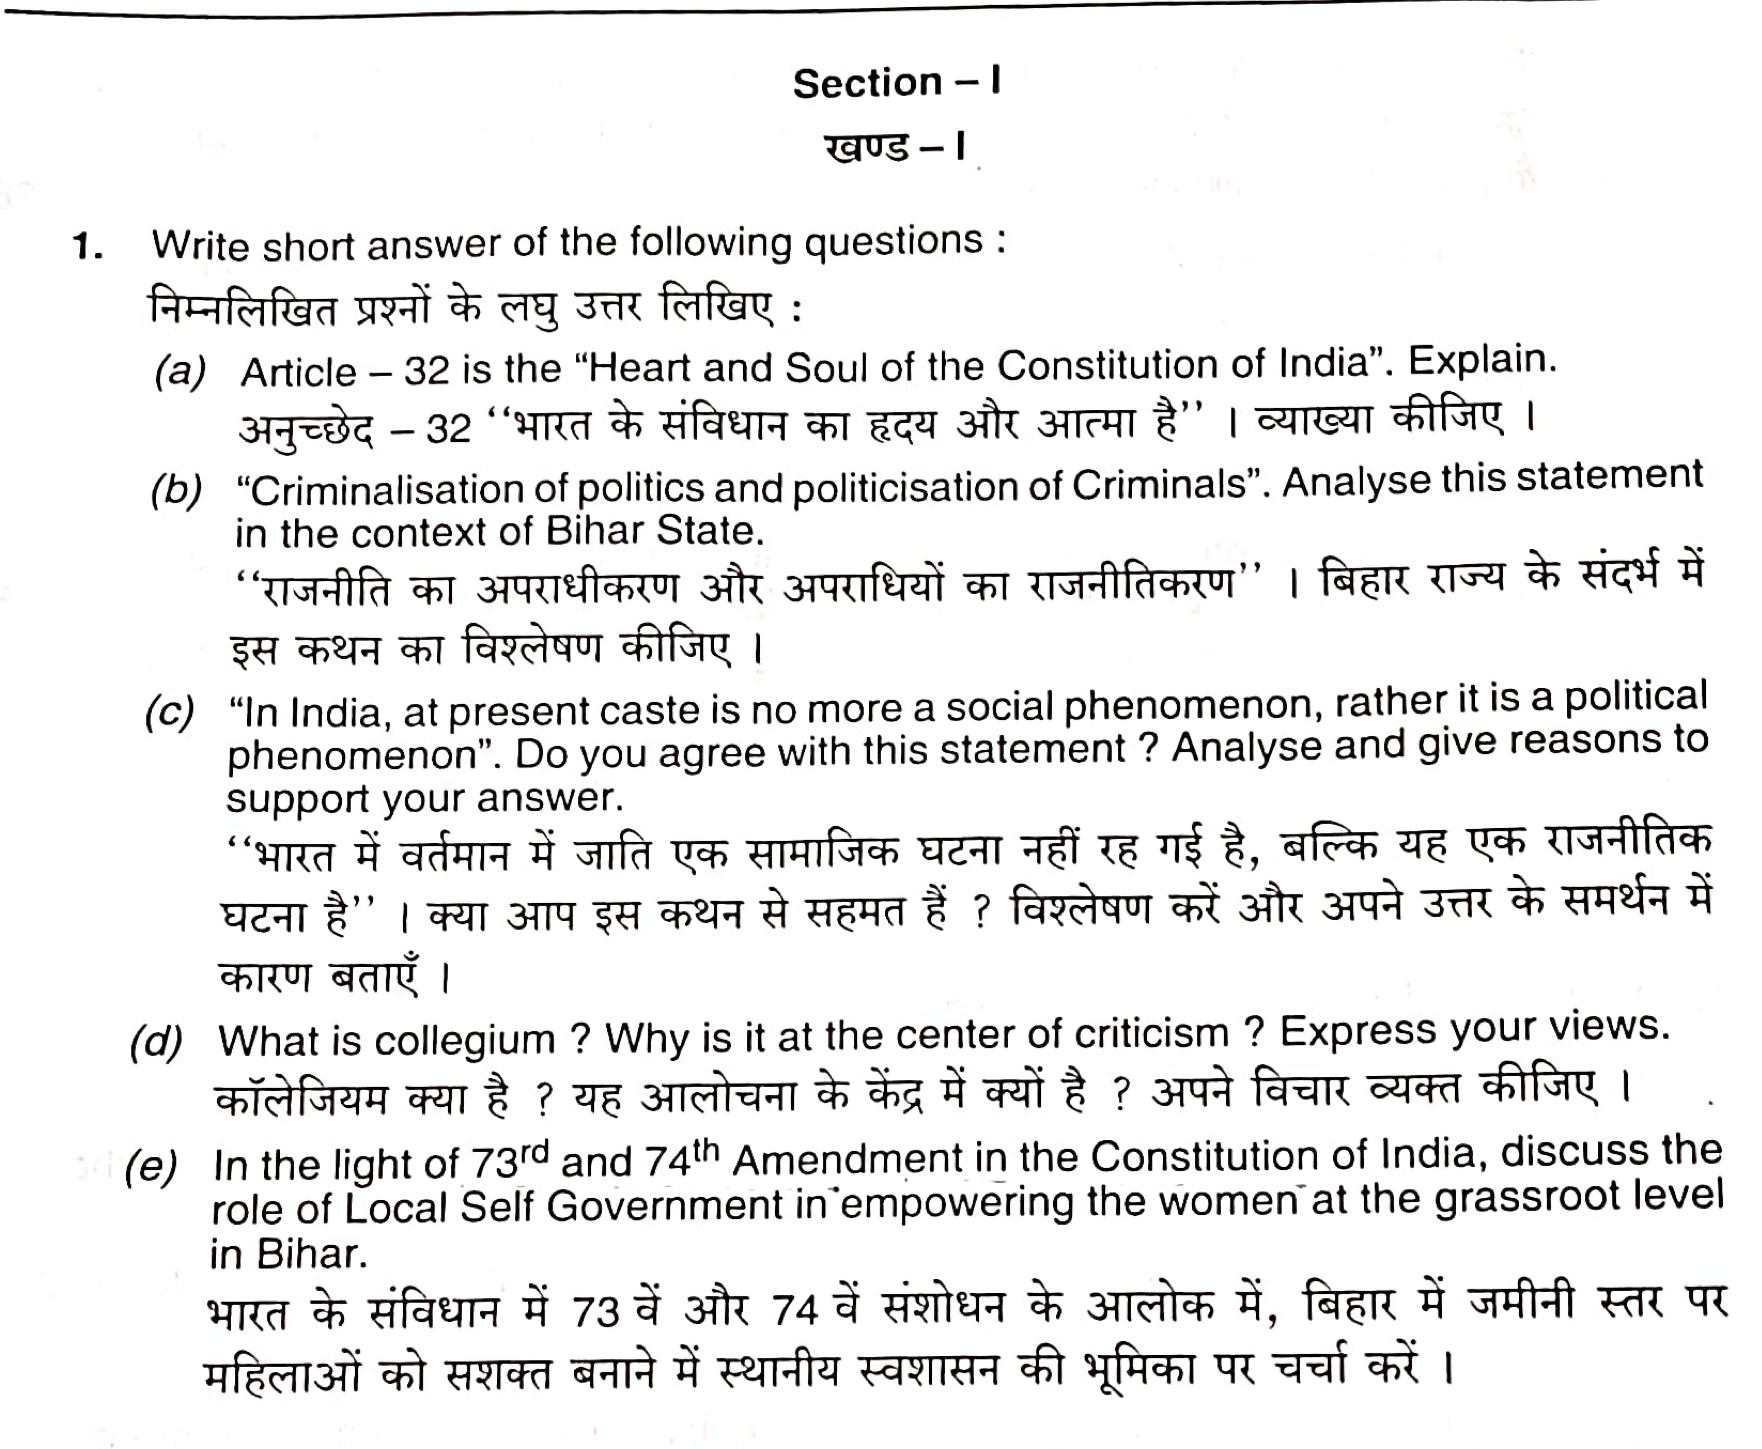 Section – I
खण्ड – I
1. Write short answer of the following questions :
निम्नलिखित प्रश्नों के लघु उत्तर लिखिए :
(a) Article – 32 is the “Heart and Soul of the Constitution of India”. Explain.
अनुच्छेद – 32 ‘‘भारत के संविधान का हृदय और आत्मा है’’ । व्याख्या कीजिए ।
(b) “Criminalisation of politics and politicisation of Criminals”. Analyse this statement
in the context of Bihar State.
‘‘राजनीति का अपराधीकरण और अपराधियों का राजनीतिकरण’’ । बिहार राज्य के संदर्भ में
इस कथन का विश्लेषण कीजिए ।
(c) “In India, at present caste is no more a social phenomenon, rather it is a political
phenomenon”. Do you agree with this statement ? Analyse and give reasons to
support your answer.
‘‘भारत में वर्तमान में जाति एक सामाजिक घटना नहीं रह गई है, बल्कि यह एक राजनीतिक
घटना है’’ । क्या आप इस कथन से सहमत हैं ? विश्लेषण करें और अपने उत्तर के समर्थन में
कारण बताएँ ।
(d) What is collegium ? Why is it at the center of criticism ? Express your views.
कॉलेजियम क्या है ? यह आलोचना के केंद्र में क्यों है ? अपने विचार व्यक्त कीजिए ।
(e) In the light of 73rd and 74th Amendment in the Constitution of India, discuss the
role of Local Self Government in empowering the women at the grassroot level
in Bihar.
भारत के संविधान में 73 वें और 74 वें संशोधन के आलोक में, बिहार में जमीनी स्तर पर
महिलाओं को सशक्त बनाने में स्थानीय स्वशासन की भूमिका पर चर्चा करें ।